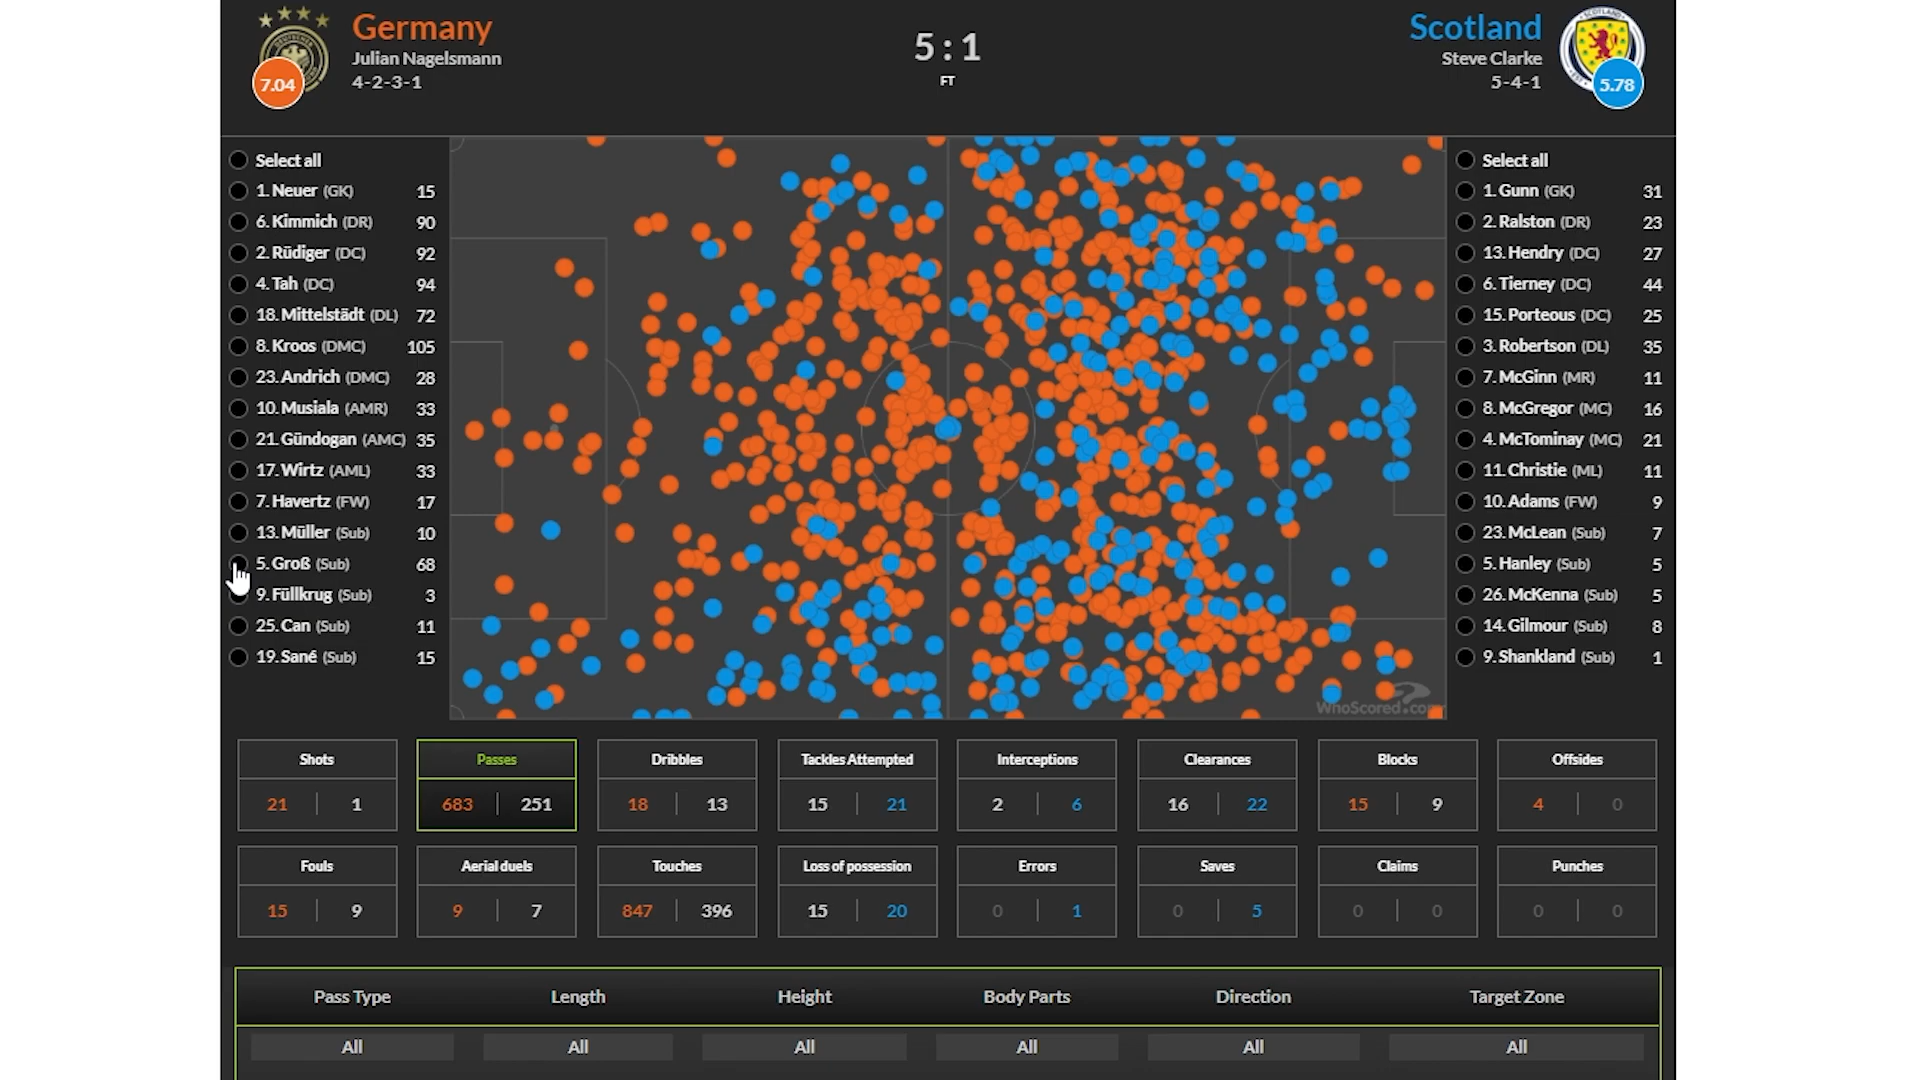 Germany
Julian Nagelsmann
4-2-3-1
7.04
5 : 1
FT
Scotland
Steve Clarke
5-4-1
5.78
Select all
1. Neuer (GK) 15
6. Kimmich (DR) 90
2. Rüdiger (DC) 92
4. Tah (DC) 94
18. Mittelstädt (DL) 72
8. Kroos (DMC) 105
23. Andrich (DMC) 28
10. Musiala (AMR) 33
21. Gündogan (AMC) 35
17. Wirtz (AML) 33
7. Havertz (FW) 17
13. Müller (Sub) 10
5. Groß (Sub) 68
9. Füllkrug (Sub) 3
25. Can (Sub) 11
19. Sané (Sub) 15
Select all
1. Gunn (GK) 31
2. Ralston (DR) 23
13. Hendry (DC) 27
6. Tierney (DC) 44
15. Porteous (DC) 25
3. Robertson (DL) 35
7. McGinn (MR) 11
8. McGregor (MC) 16
4. McTominay (MC) 21
11. Christie (ML) 11
10. Adams (FW) 9
23. McLean (Sub) 7
5. Hanley (Sub) 5
26. McKenna (Sub) 5
14. Gilmour (Sub) 8
9. Shankland (Sub) 1
WhoScored.com
Shots Passes Dribbles Tackles Attempted Interceptions Clearances Blocks Offsides
21 | 1 683 | 251 18 | 13 15 | 21 2 | 6 16 | 22 15 | 9 4 | 0
Fouls Aerial duels Touches Loss of possession Errors Saves Claims Punches
15 | 9 9 | 7 847 | 396 15 | 20 0 | 1 0 | 5 0 | 0 0 | 0
Pass Type Length Height Body Parts Direction Target Zone
All All All All All All